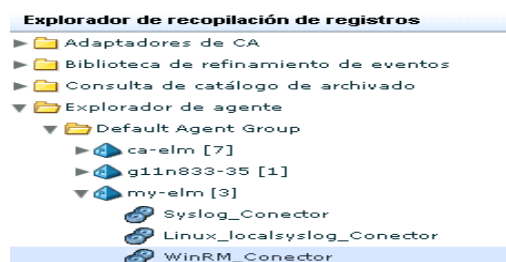 Explorador de recopilación de registros
Adaptadores de CA
Biblioteca de refinamiento de eventos
Consulta de catálogo de archivado
Explorador de agente
Default Agent Group
ca-elm [7]
g11n833-35 [1]
my-elm [3]
Syslog_Conector
Linux_localsyslog_Conector
WinRM_Conector